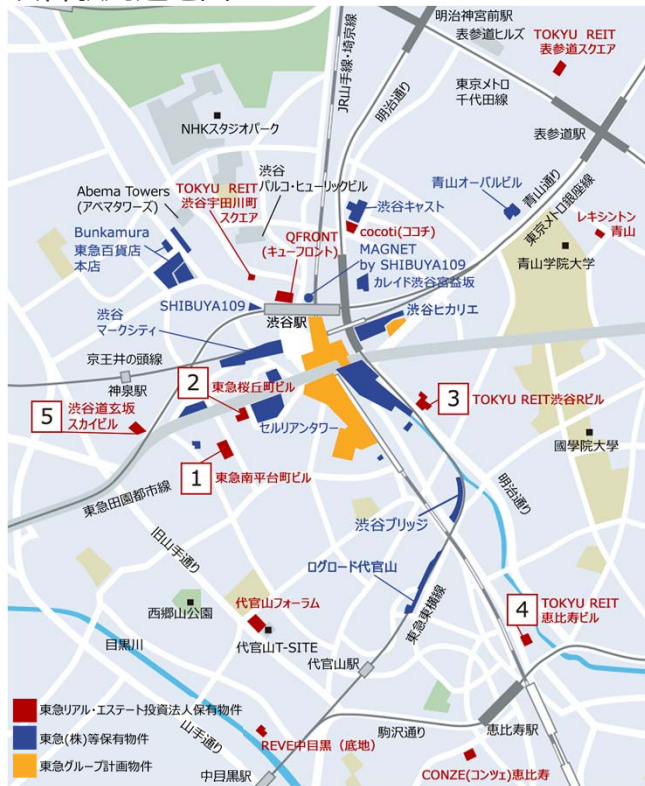 明治神宮前駅
表参道ヒルズ
TOKYU REIT
表参道スクエア
JR山手線・埼京線
明治通り
東京メトロ
千代田線
表参道駅
NHKスタジオパーク
渋谷
パルコ・ヒューリックビル
Abema Towers
(アベマタワーズ)
TOKYU REIT
渋谷宇田川町
スクエア
青山オーバルビル
青山通り
東京メトロ銀座線
渋谷キャスト
cocoti(ココチ)
レキシントン
青山
Bunkamura
東急百貨店
本店
QFRONT
(キューフロント)
MAGNET
by SHIBUYA109
青山学院大学
カレイド渋谷宮益坂
SHIBUYA109
渋谷駅
渋谷ヒカリエ
渋谷
マークシティ
京王井の頭線
神泉駅
2
東急桜丘町ビル
3
TOKYU REIT渋谷Rビル
5
渋谷道玄坂
スカイビル
セルリアンタワー
國學院大學
1
東急南平台町ビル
明治通り
東急田園都市線
渋谷ブリッジ
旧山手通り
ログロード代官山
西郷山公園
代官山フォーラム
東急東横線
4
TOKYU REIT
恵比寿ビル
目黒川
代官山T-SITE
代官山駅
東急リアル・エステート投資法人保有物件
東急(株)等保有物件
東急グループ計画物件
山手通り
駒沢通り
恵比寿駅
REVE中目黒（底地）
中目黒駅
CONZE(コンツェ)恵比寿